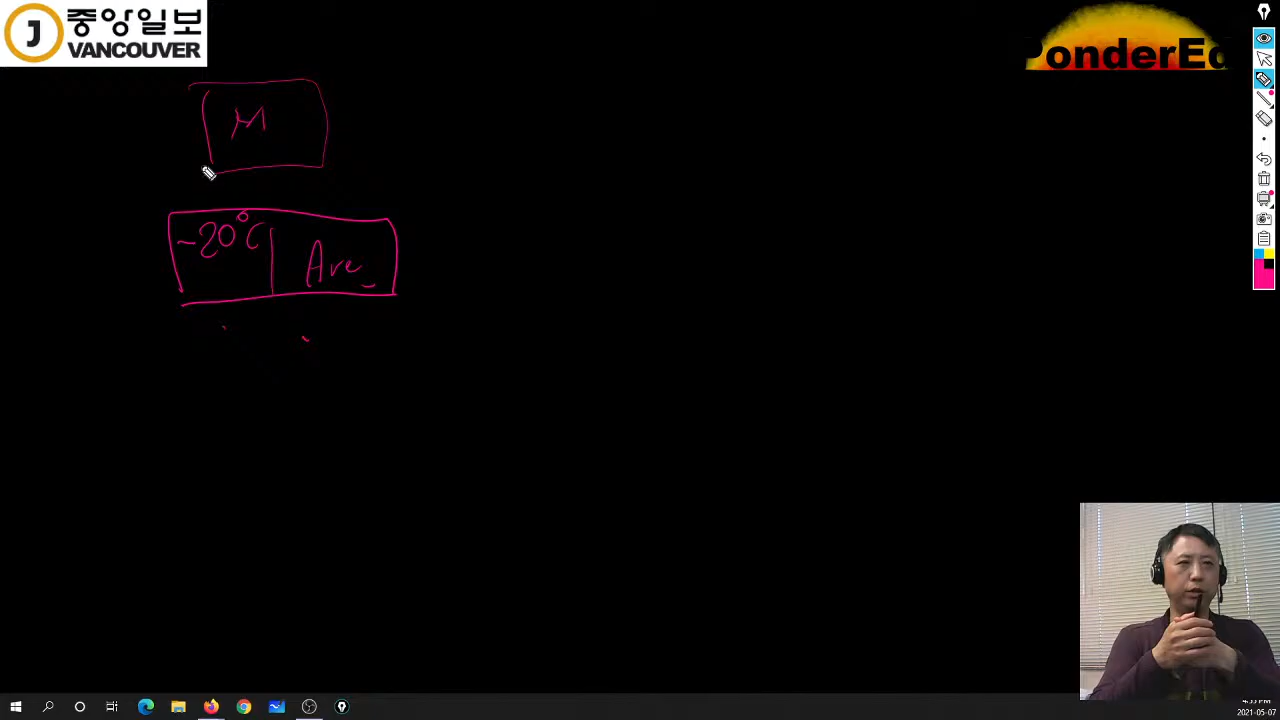 J 중앙일보
VANCOUVER
PonderEd
M
-20°C
Are
2021-05-07